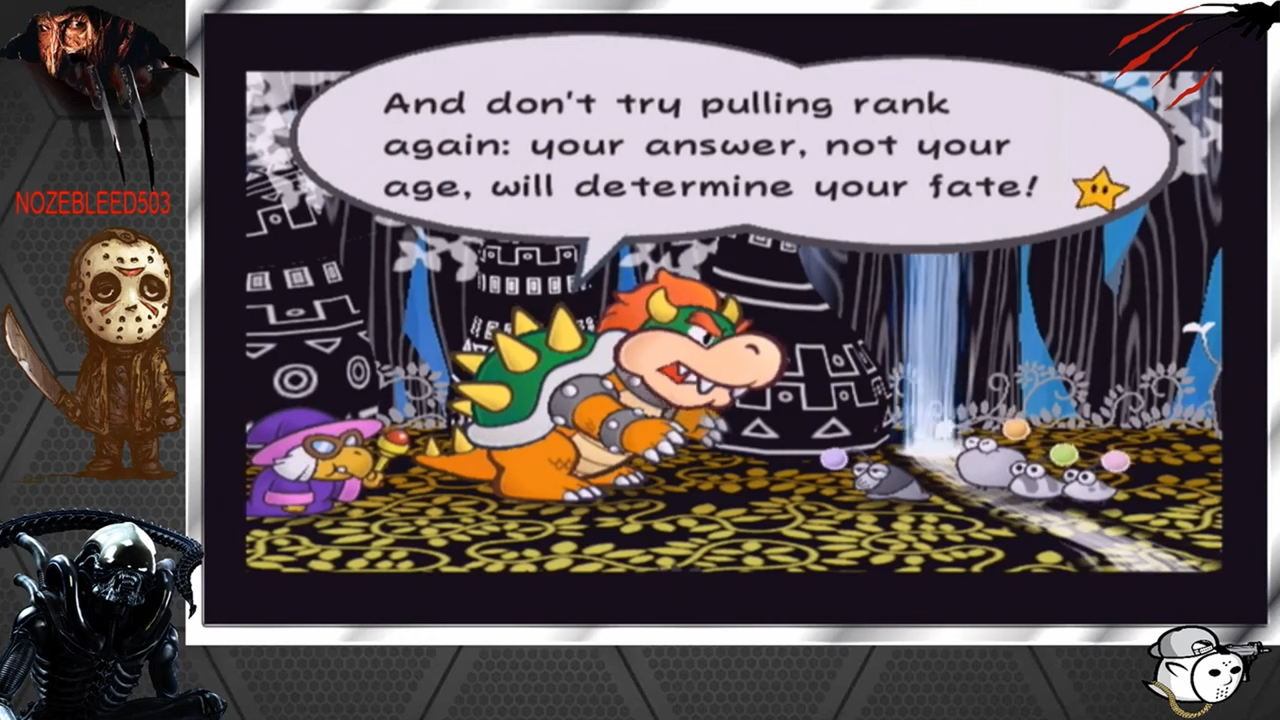 And don't try pulling rank
again: your answer, not your
age, will determine your fate!
NOZEBLEED503